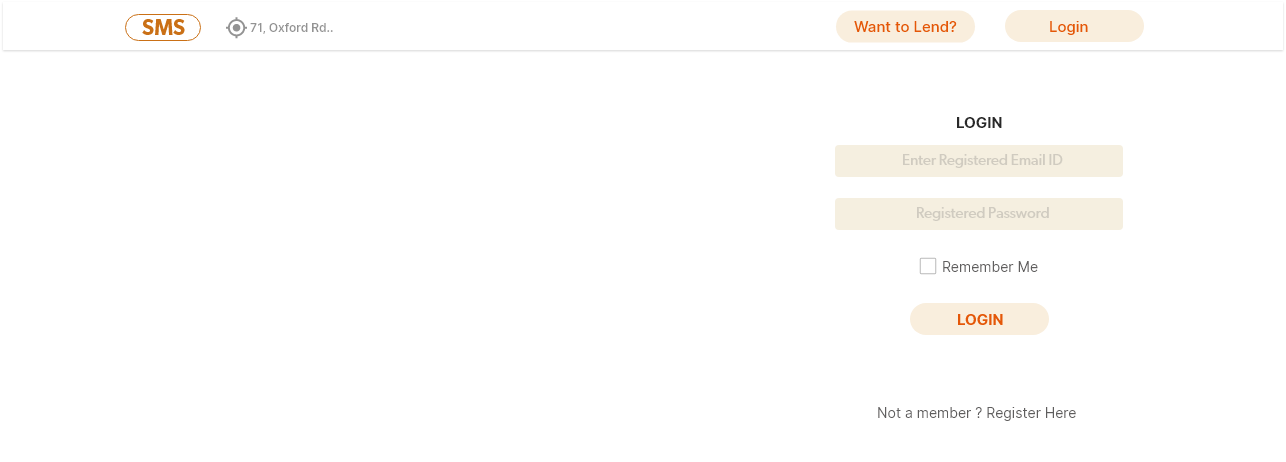 SMS
71, Oxford Rd..
Want to Lend?
Login
LOGIN
Enter Registered Email ID
Registered Password
Remember Me
LOGIN
Not a member ? Register Here